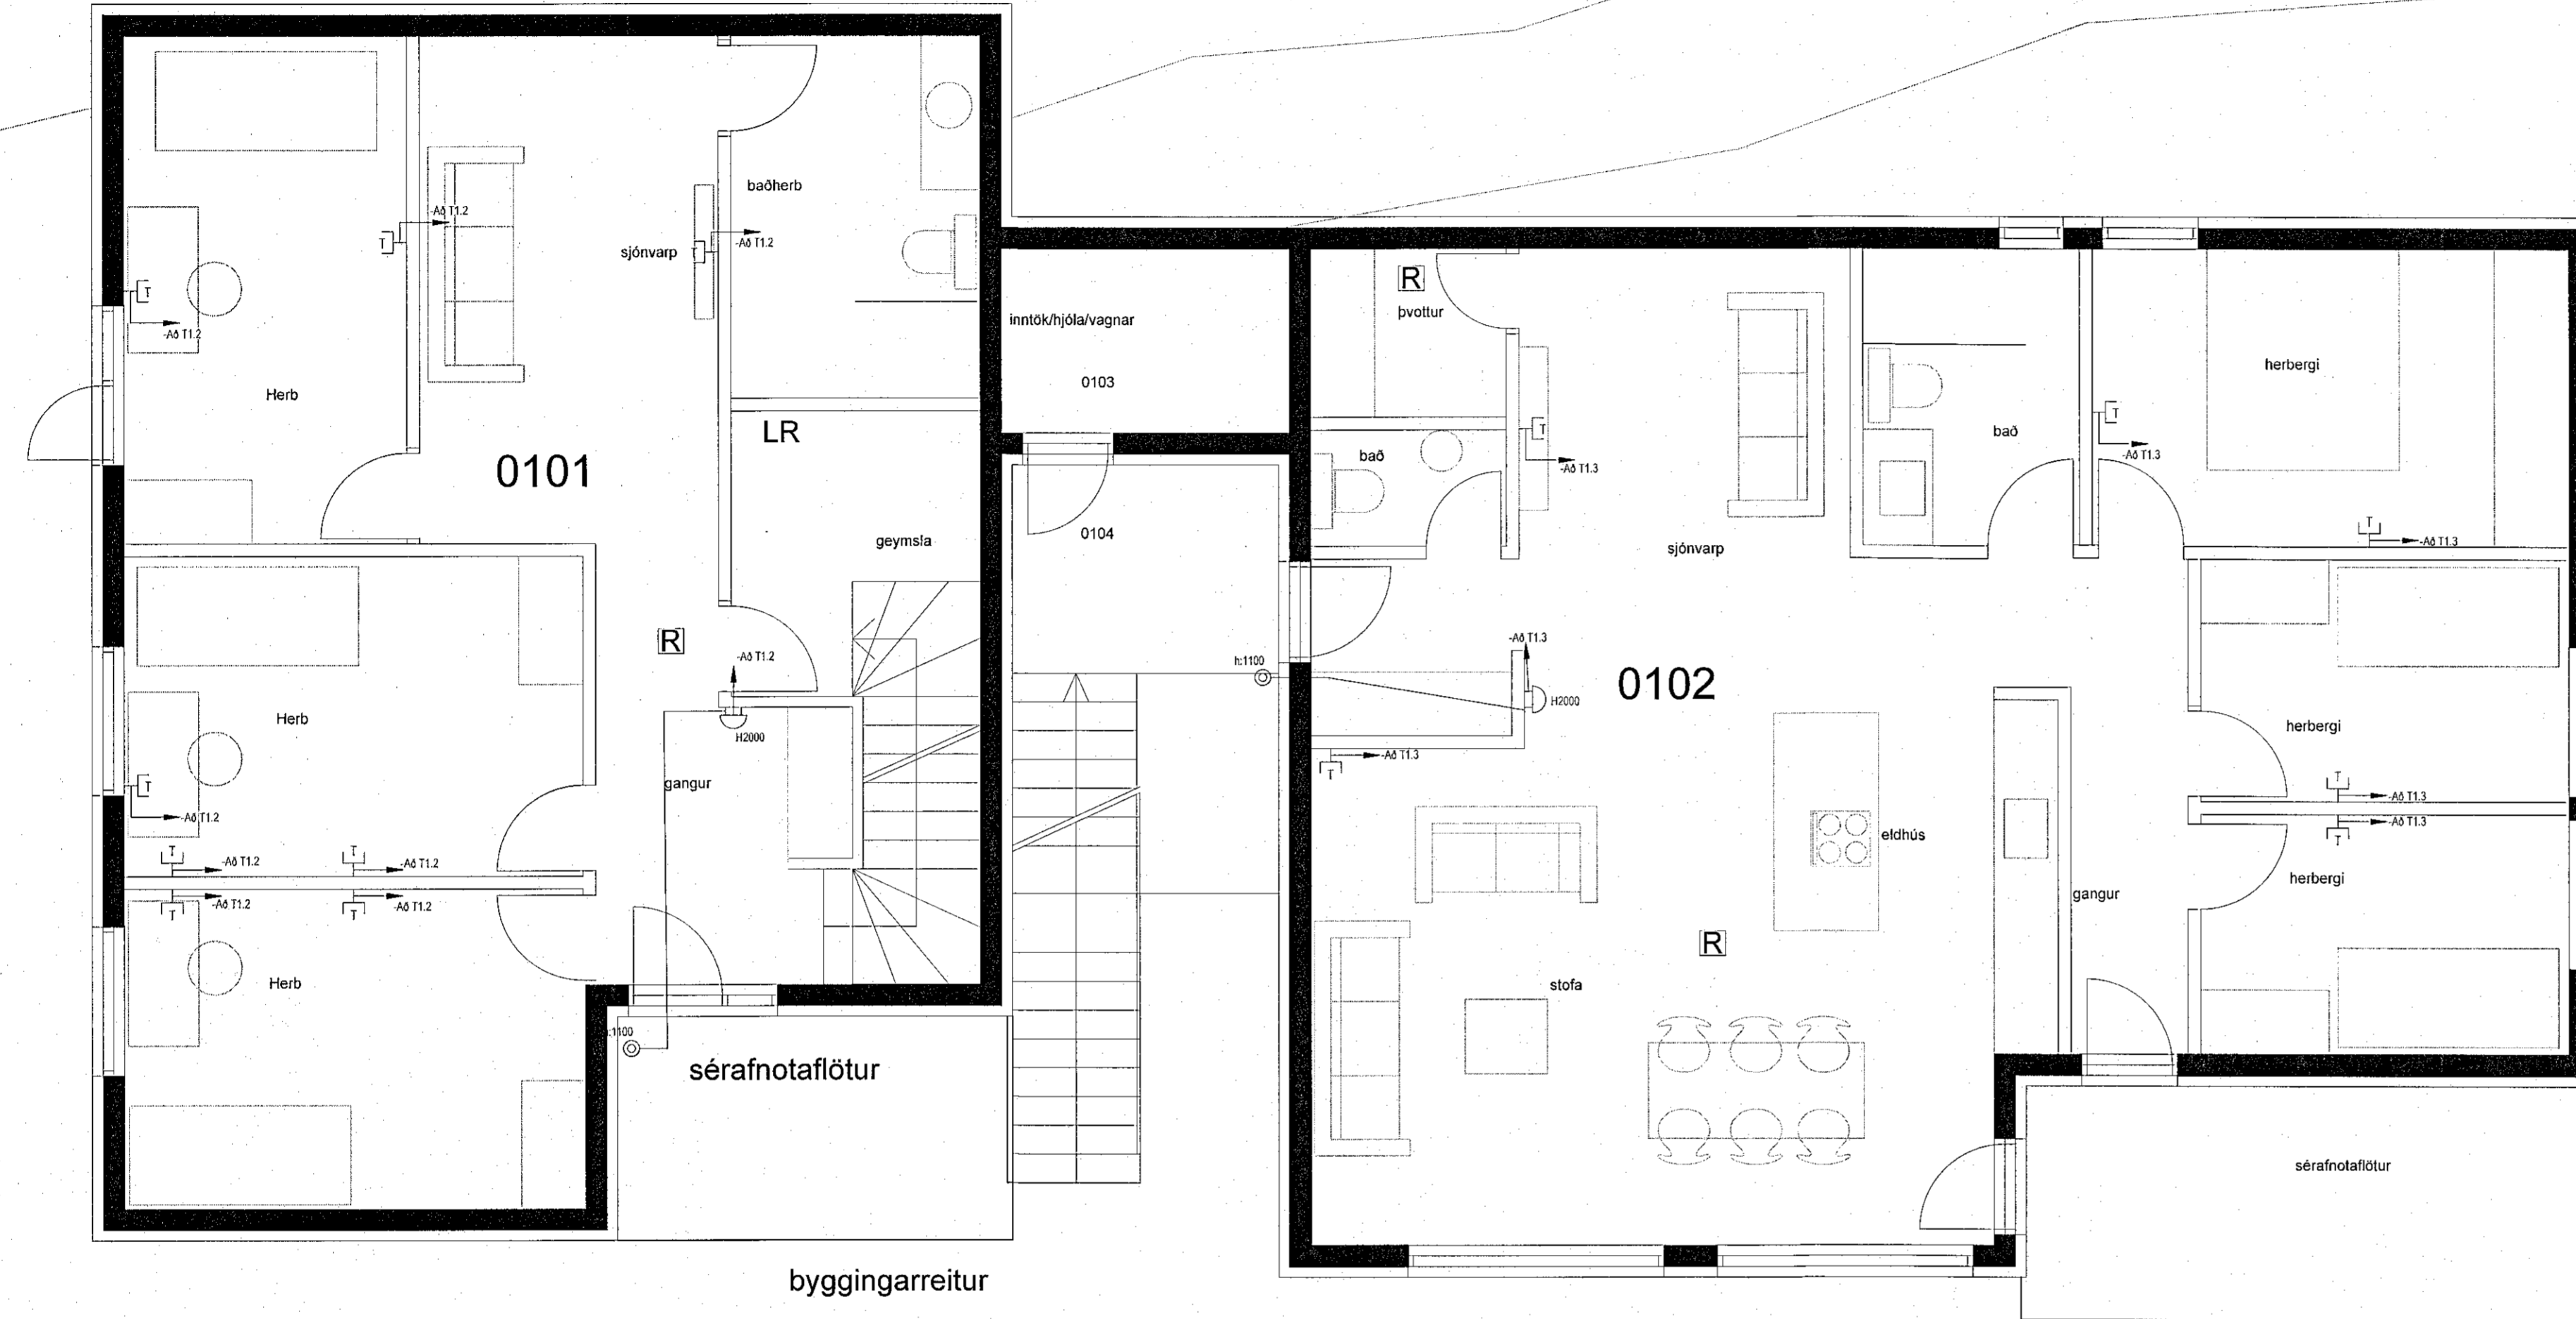 baðherb
-Að T1.2
T
sjónvarp
T
-Að T1.2
T
-Að T1.2
Herb
0101
LR
geymsla
R
-Að T1.2
H2000
Herb
gangur
T
-Að T1.2
T
-Að T1.2
T
-Að T1.2
-Að T1.2
T
-Að T1.2
T
Herb
:1100
sérafnotaflötur
byggingarreitur
inntök/hjóla/vagnar
0103
0104
h:1100
R
þvottur
bað
T
-Að T1.3
sjónvarp
bað
herbergi
T
-Að T1.3
T
-Að T1.3
-Að T1.3
H2000
0102
-Að T1.3
T
herbergi
T
-Að T1.3
-Að T1.3
T
eldhús
herbergi
gangur
R
stofa
sérafnotaflötur